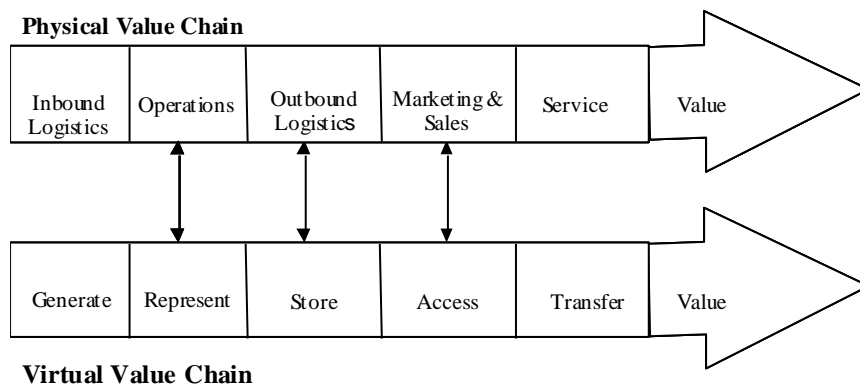 Physical Value Chain
Inbound
Logistics
Operations
Outbound
Logistics
Marketing &
Sales
Service
Value
Generate
Represent
Store
Access
Transfer
Value
Virtual Value Chain